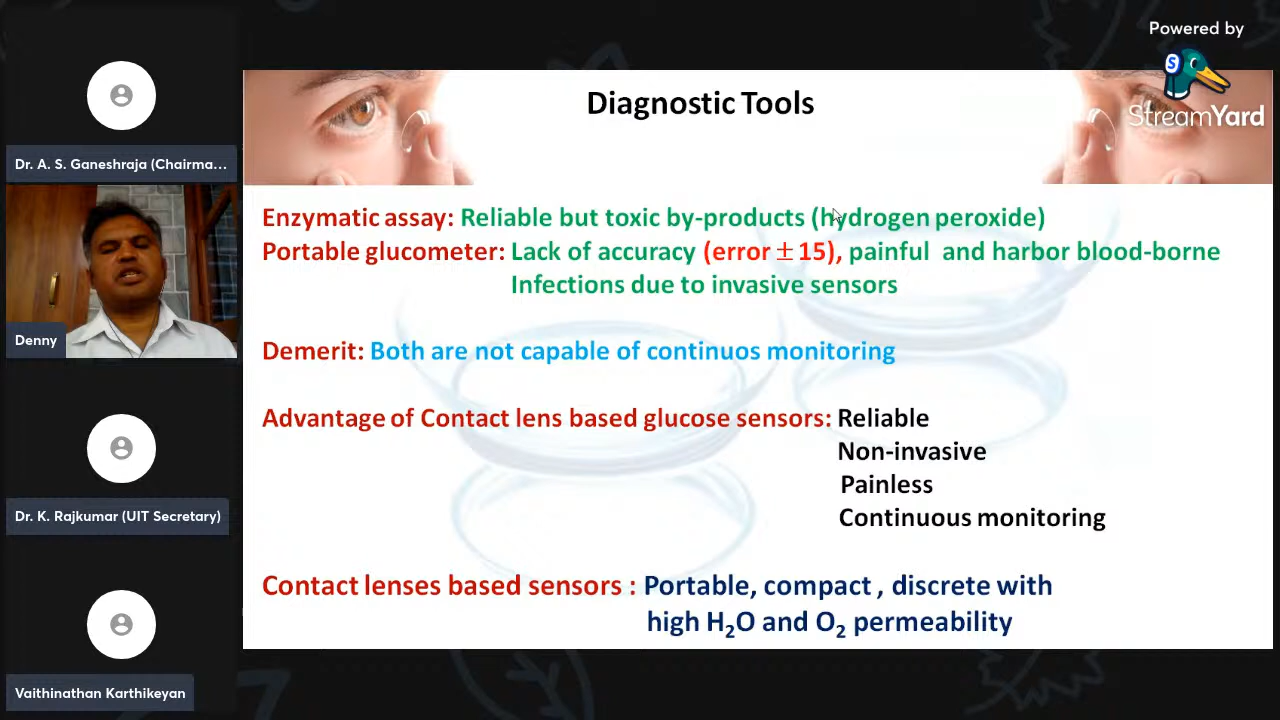 Powered by
StreamYard
Dr. A. S. Ganeshraja (Chairma...
Denny
Dr. K. Rajkumar (UIT Secretary)
Vaithinathan Karthikeyan
Diagnostic Tools
Enzymatic assay: Reliable but toxic by-products (hydrogen peroxide)
Portable glucometer: Lack of accuracy (error ± 15), painful and harbor blood-borne
Infections due to invasive sensors
Demerit: Both are not capable of continuos monitoring
Advantage of Contact lens based glucose sensors: Reliable
Non-invasive
Painless
Continuous monitoring
Contact lenses based sensors : Portable, compact , discrete with
high H₂O and O₂ permeability